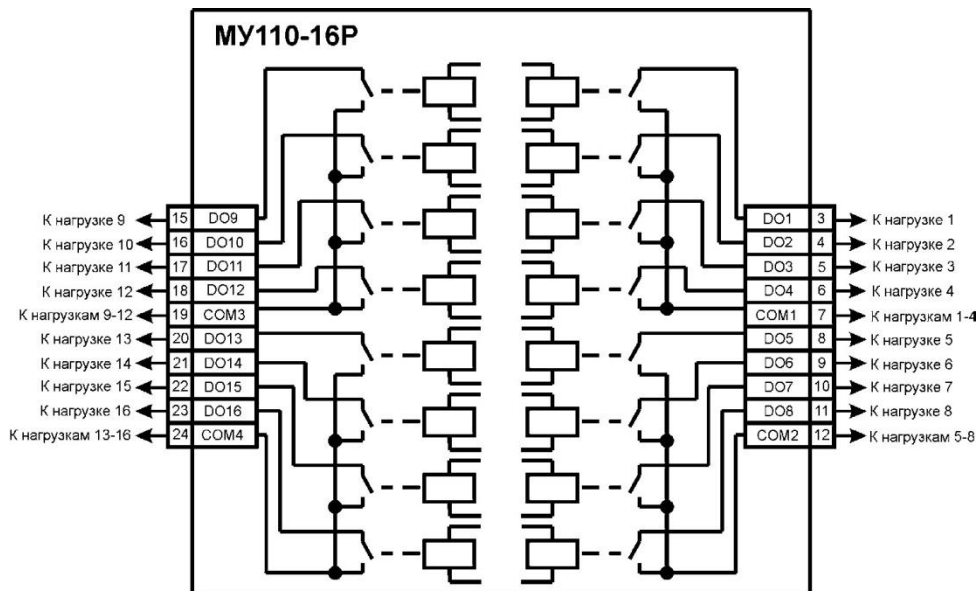 МУ110-16Р
К нагрузке 9 15 DO9
К нагрузке 10 16 DO10
К нагрузке 11 17 DO11
К нагрузке 12 18 DO12
К нагрузкам 9-12 19 COM3
К нагрузке 13 20 DO13
К нагрузке 14 21 DO14
К нагрузке 15 22 DO15
К нагрузке 16 23 DO16
К нагрузкам 13-16 24 COM4
DO1 3 К нагрузке 1
DO2 4 К нагрузке 2
DO3 5 К нагрузке 3
DO4 6 К нагрузке 4
COM1 7 К нагрузкам 1-4
DO5 8 К нагрузке 5
DO6 9 К нагрузке 6
DO7 10 К нагрузке 7
DO8 11 К нагрузке 8
COM2 12 К нагрузкам 5-8